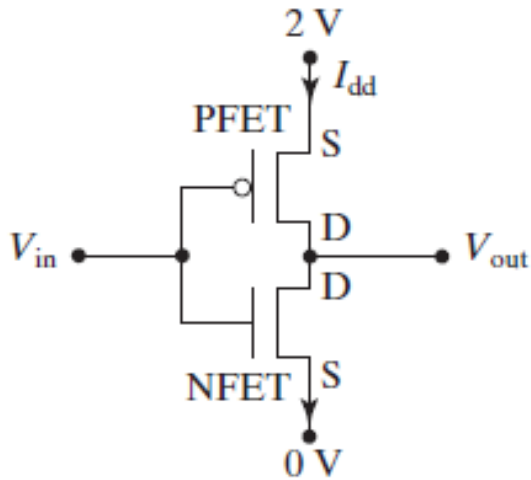 2 V
I_dd
PFET
S
D
V_in
V_out
D
NFET
S
0 V